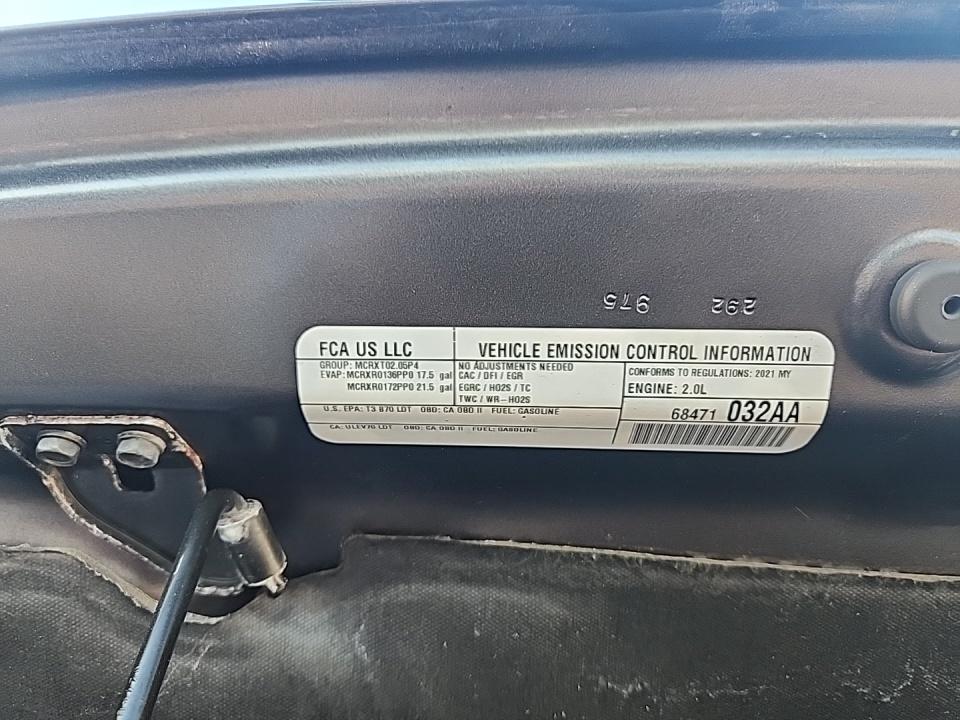 975 292
FCA US LLC
VEHICLE EMISSION CONTROL INFORMATION
GROUP: MCRXT02.05P4
EVAP: MCRXR0136PP0 17.5 gal
MCRXR0172PP0 21.5 gal
NO ADJUSTMENTS NEEDED
CAC / DFI / EGR
EGRC / HO2S / TC
TWC / WR-HO2S
CONFORMS TO REGULATIONS: 2021 MY
ENGINE: 2.0L
U.S. EPA: T3 B70 LDT OBD: CA OBD II FUEL: GASOLINE
CA: ULEV70 LDT OBD: CA OBD II FUEL: GASOLINE
68471 032AA